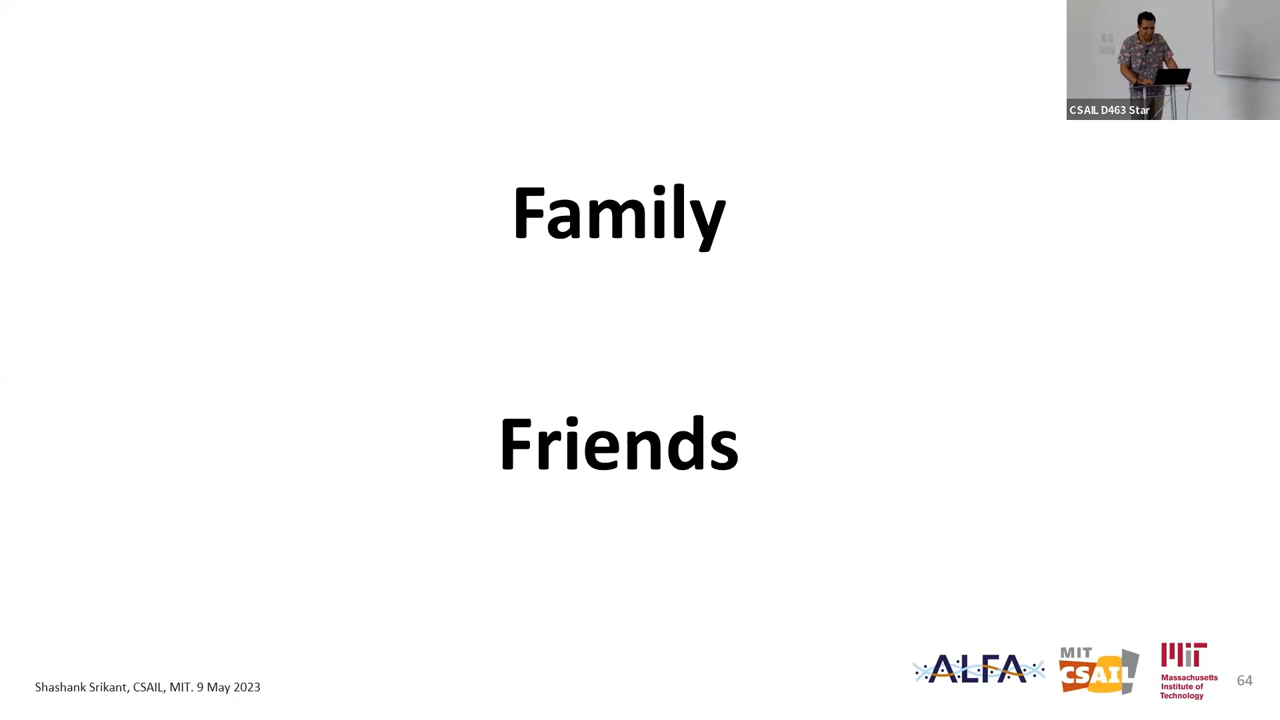 CSAIL D463 Star
Family
Friends
Shashank Srikant, CSAIL, MIT. 9 May 2023
ALFA
MIT
CSAIL
MIT
Massachusetts
Institute of
Technology
64